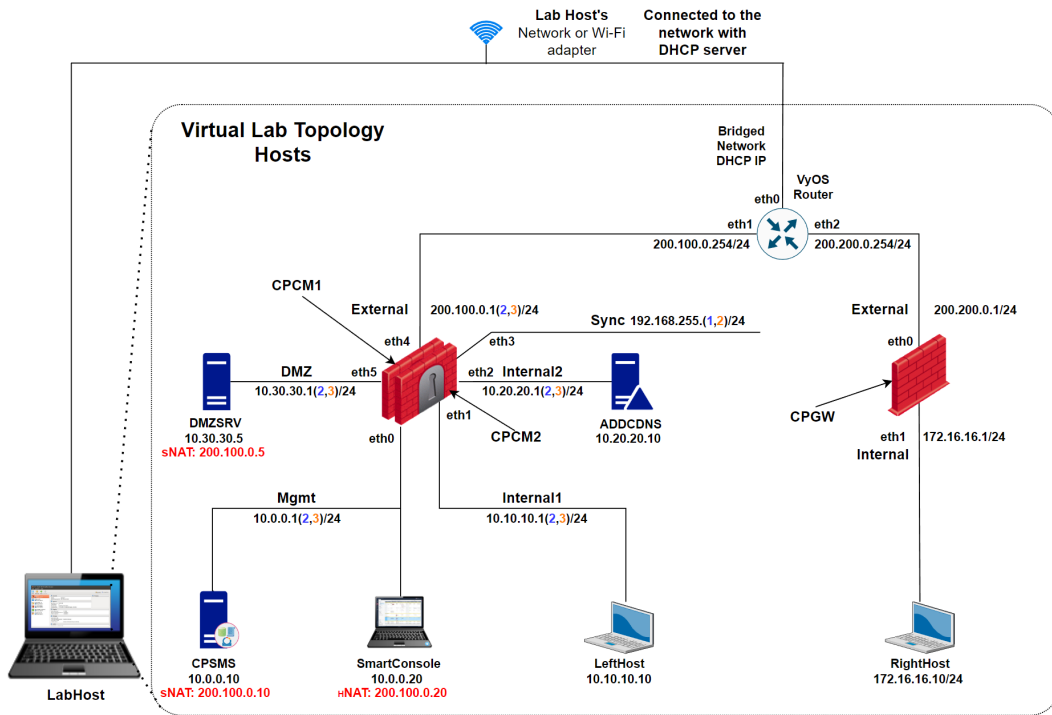 Lab Host's
Network or Wi-Fi
adapter
Connected to the
network with
DHCP server
Virtual Lab Topology
Hosts
Bridged
Network
DHCP IP
VyOS
Router
eth0
eth1
eth2
200.100.0.254/24
200.200.0.254/24
CPCM1
External
200.100.0.1(2,3)/24
Sync 192.168.255.(1,2)/24
External
200.200.0.1/24
eth4
eth3
eth0
DMZ
eth5
eth2
Internal2
10.30.30.1(2,3)/24
10.20.20.1(2,3)/24
eth1
DMZSRV
10.30.30.5
sNAT: 200.100.0.5
eth0
CPCM2
ADDCDNS
10.20.20.10
CPGW
eth1
Internal
172.16.16.1/24
Mgmt
10.0.0.1(2,3)/24
Internal1
10.10.10.1(2,3)/24
LabHost
CPSMS
10.0.0.10
sNAT: 200.100.0.10
SmartConsole
10.0.0.20
HNAT: 200.100.0.20
LeftHost
10.10.10.10
RightHost
172.16.16.10/24